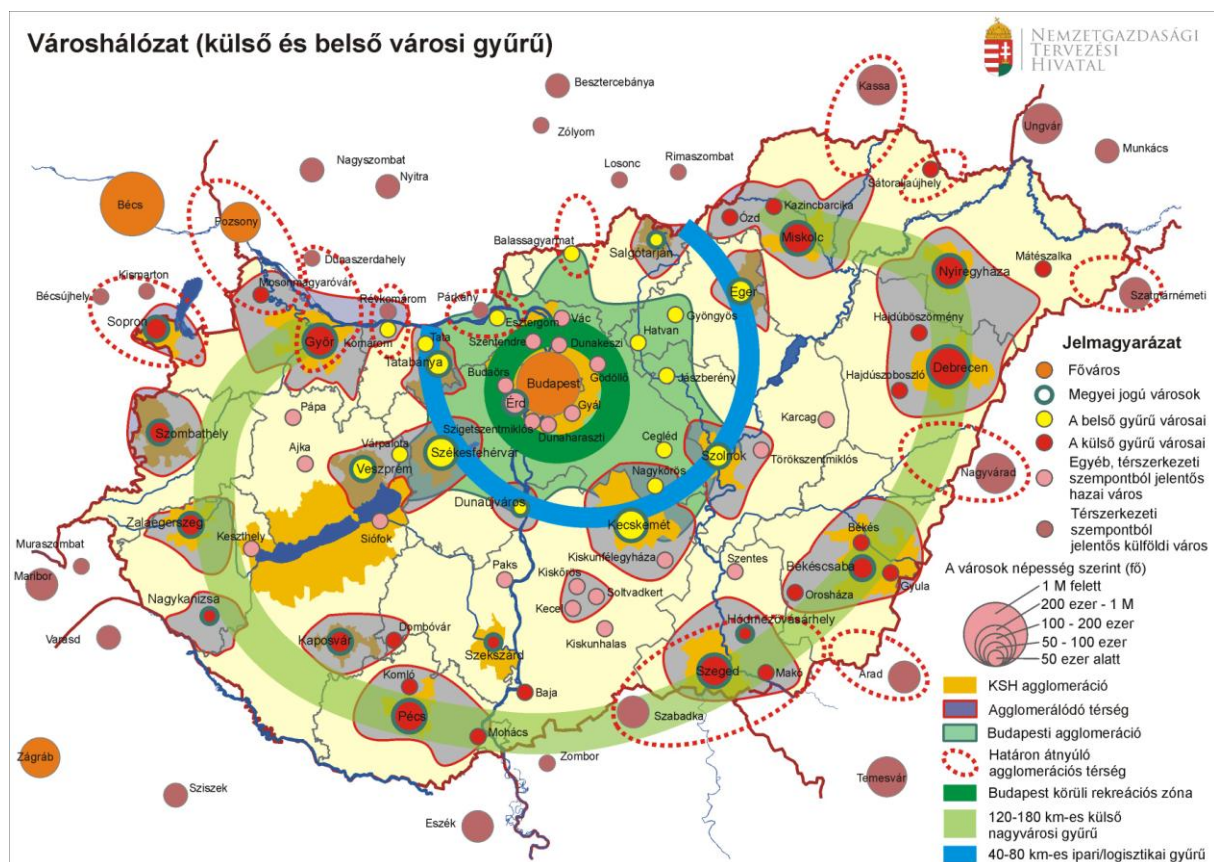 Városhálózat (külső és belső városi gyűrű)
NEMZETGAZDASÁGI
TERVEZÉSI
HIVATAL
Besztercebánya
Kassa
Zólyom
Ungvár
Munkács
Nagyszombat
Nyitra
Losonc
Rimaszombat
Sátoraljaújhely
Bécs
Pozsony
Ózd
Kazincbarcika
Miskolc
Balassagyarmat
Salgótarján
Dunaszerdahely
Kismarton
Bécsújhely
Mosonmagyaróvár
Mátészalka
Nyíregyháza
Szatmárnémeti
Sopron
Révkomárom
Párkány
Eger
Győr
Komárom
Esztergom
Vác
Gyöngyös
Hatvan
Hajdúböszörmény
Tata
Szentendre
Dunakeszi
Tatabánya
Budaörs
Budapest
Gödöllő
Jászberény
Debrecen
Hajdúszoboszló
Érd
Gyál
Pápa
Karcag
Szombathely
Ajka
Várpalota
Szigetszentmiklós
Dunaharaszti
Cegléd
Székesfehérvár
Veszprém
Szolnok
Törökszentmiklós
Nagykőrös
Nagyvárad
Dunaújváros
Zalaegerszeg
Keszthely
Siófok
Kecskemét
Békés
Muraszombat
Maribor
Paks
Kiskunfélegyháza
Szentes
Békéscsaba
Gyula
Kiskőrös
Soltvadkert
Orosháza
Nagykanizsa
Kecel
Varasd
Kaposvár
Dombóvár
Kiskunhalas
Hódmezővásárhely
Szekszárd
Komló
Szeged
Makó
Arad
Pécs
Baja
Szabadka
Mohács
Zágráb
Zombor
Temesvár
Sziszek
Eszék
Jelmagyarázat
Főváros
Megyei jogú városok
A belső gyűrű városai
A külső gyűrű városai
Egyéb, térszerkezeti
szempontból jelentős
hazai város
Térszerkezeti
szempontból
jelentős külföldi város
A városok népesség szerint (fő)
1 M felett
200 ezer - 1 M
100 - 200 ezer
50 - 100 ezer
50 ezer alatt
KSH agglomeráció
Agglomerálódó térség
Budapesti agglomeráció
Határon átnyúló
agglomerációs térség
Budapest körüli rekreációs zóna
120-180 km-es külső
nagyvárosi gyűrű
40-80 km-es ipari/logisztikai gyűrű